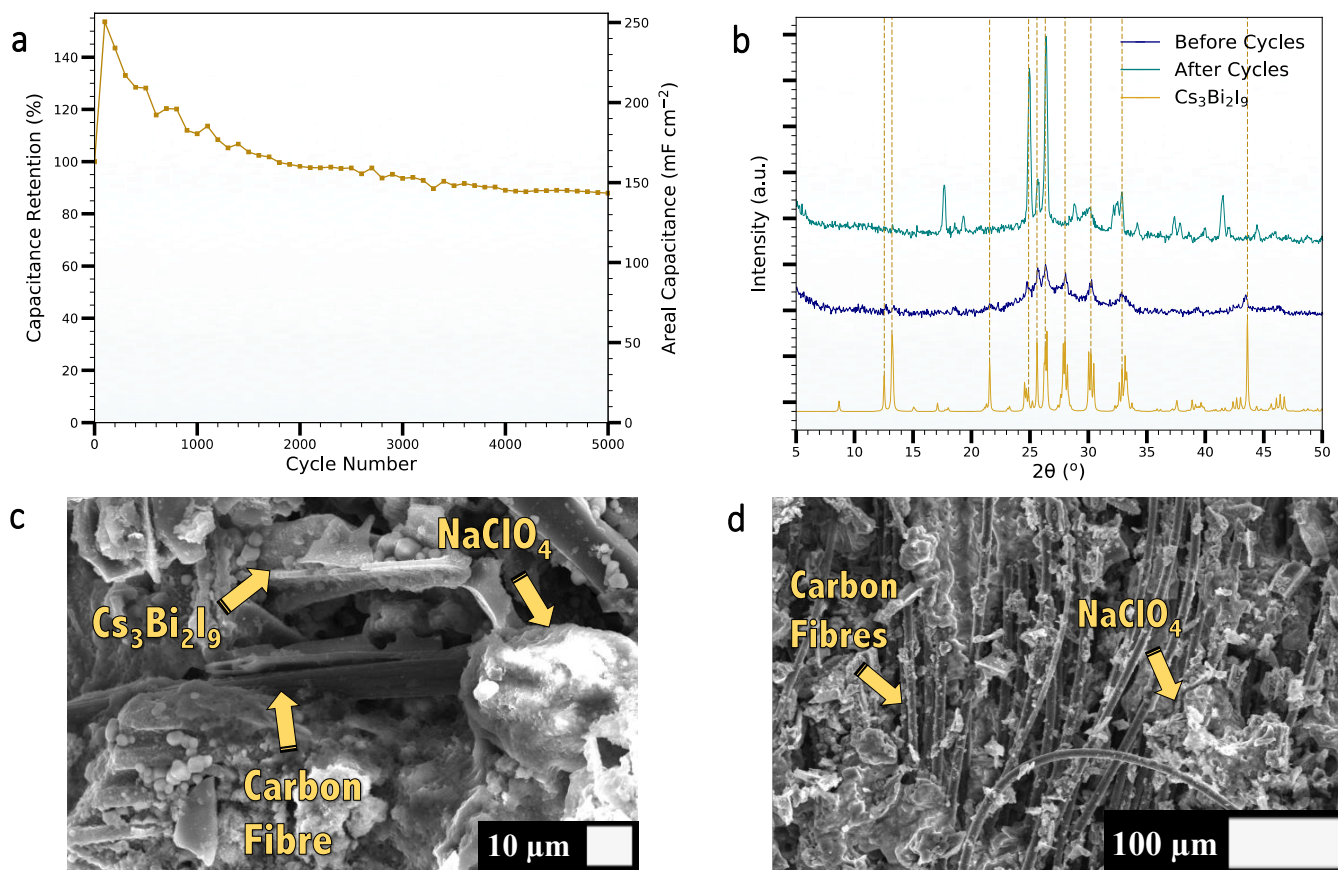 a
Capacitance Retention (%)
140
120
100
80
60
40
20
0
0
1000
2000
3000
4000
5000
Cycle Number
250
200
150
100
50
0
Areal Capacitance (mF cm⁻²)
b
Intensity (a.u.)
Before Cycles
After Cycles
Cs₃Bi₂I₉
5
10
15
20
25
30
35
40
45
50
2θ (°)
c
NaClO₄
Cs₃Bi₂I₉
Carbon
Fibre
10 µm
d
Carbon
Fibres
NaClO₄
100 µm